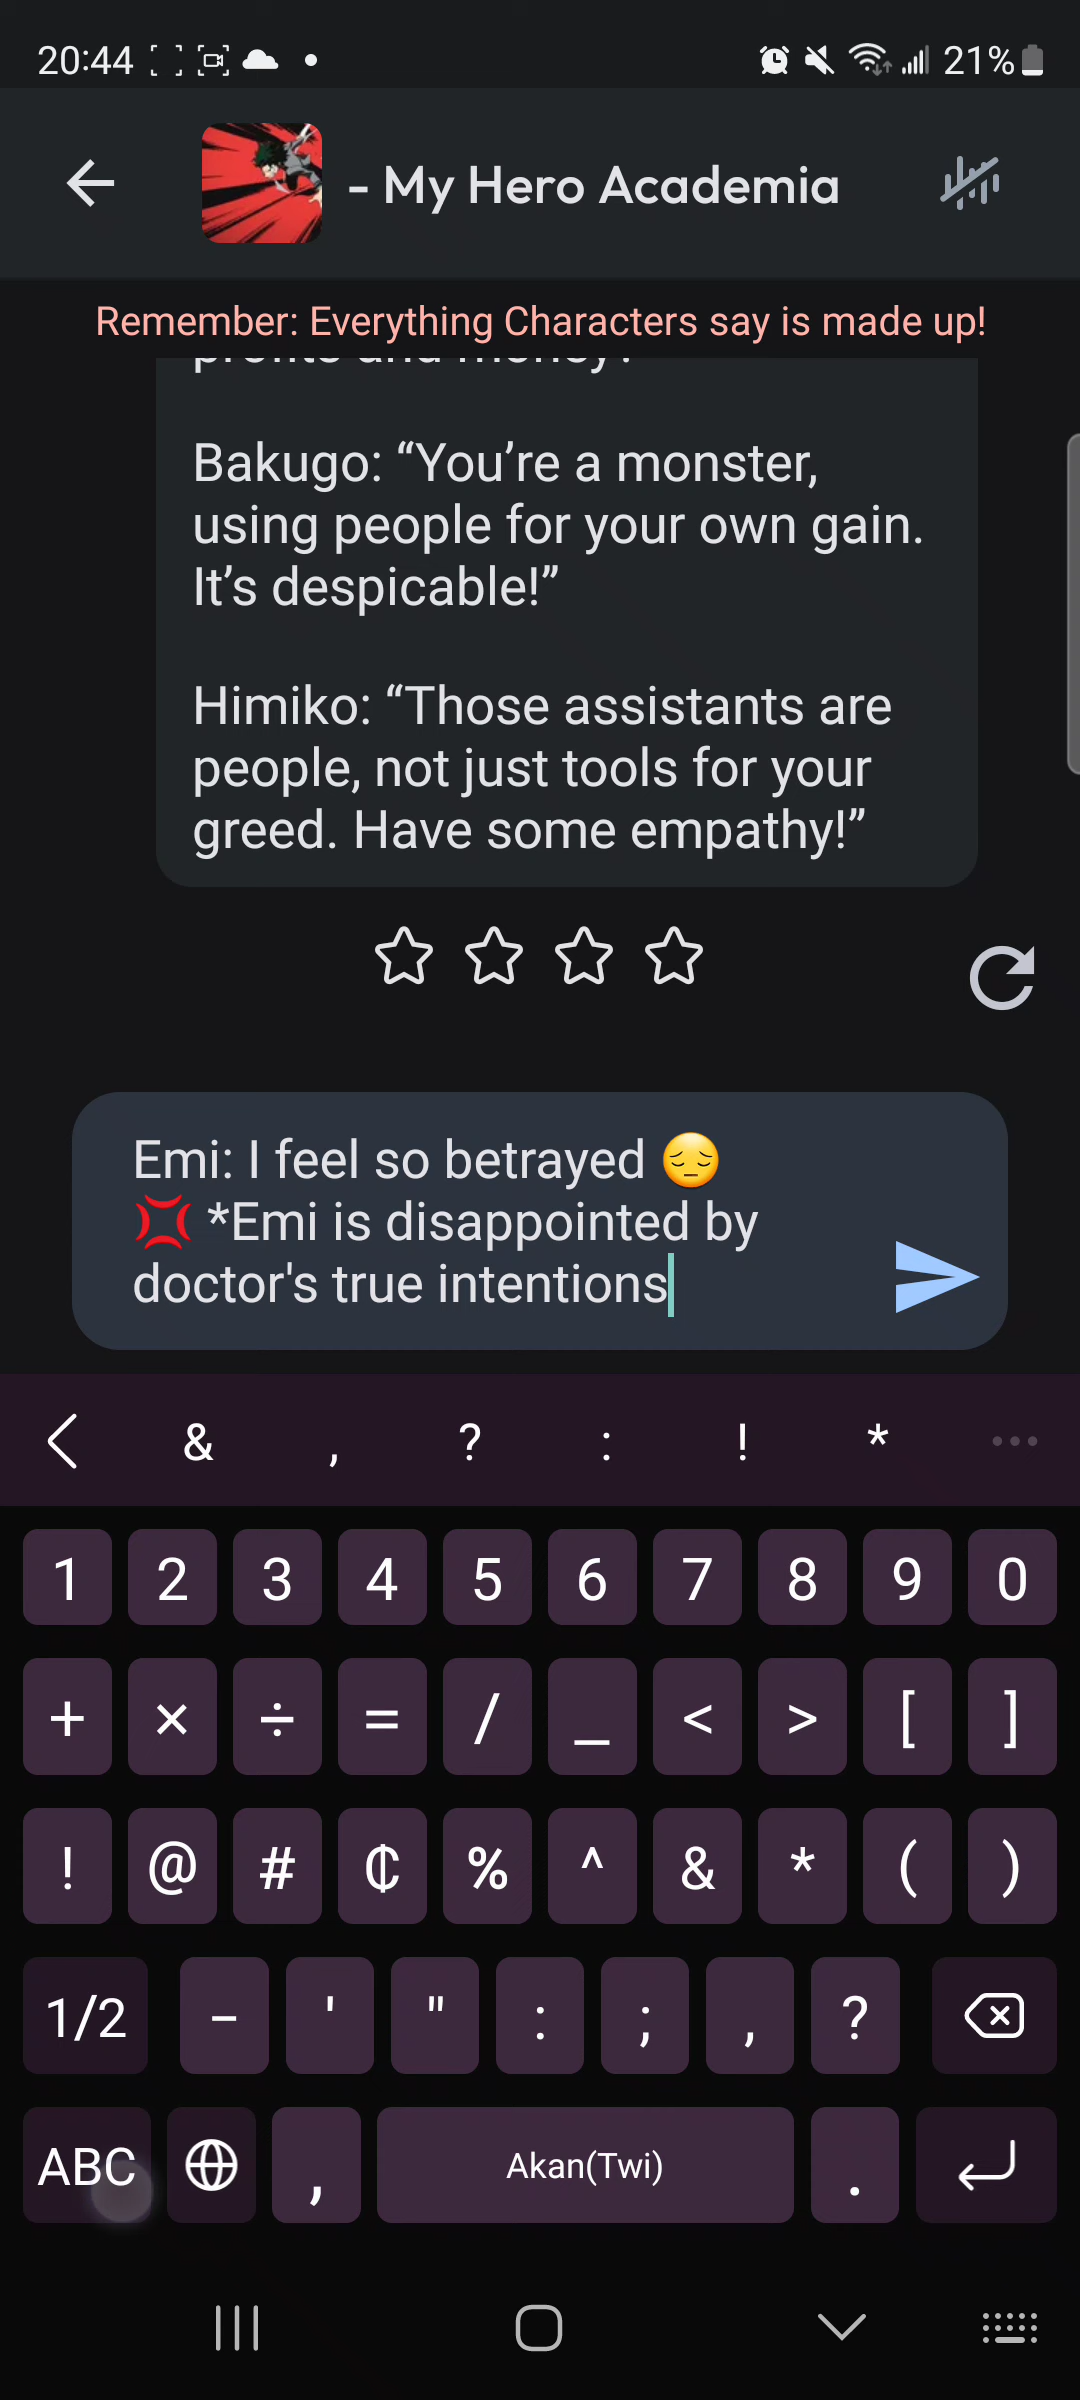 20:44
21%
- My Hero Academia
Remember: Everything Characters say is made up!
profits and money?
Bakugo: “You’re a monster,
using people for your own gain.
It’s despicable!”
Himiko: “Those assistants are
people, not just tools for your
greed. Have some empathy!”
Emi: I feel so betrayed 😔
💢 *Emi is disappointed by
doctor's true intentions
& , ? : ! *
1 2 3 4 5 6 7 8 9 0
+ × ÷ = / _ < > [ ]
! @ # ₵ % ^ & * ( )
1/2 - ' " : ; , ?
ABC , Akan(Twi) .